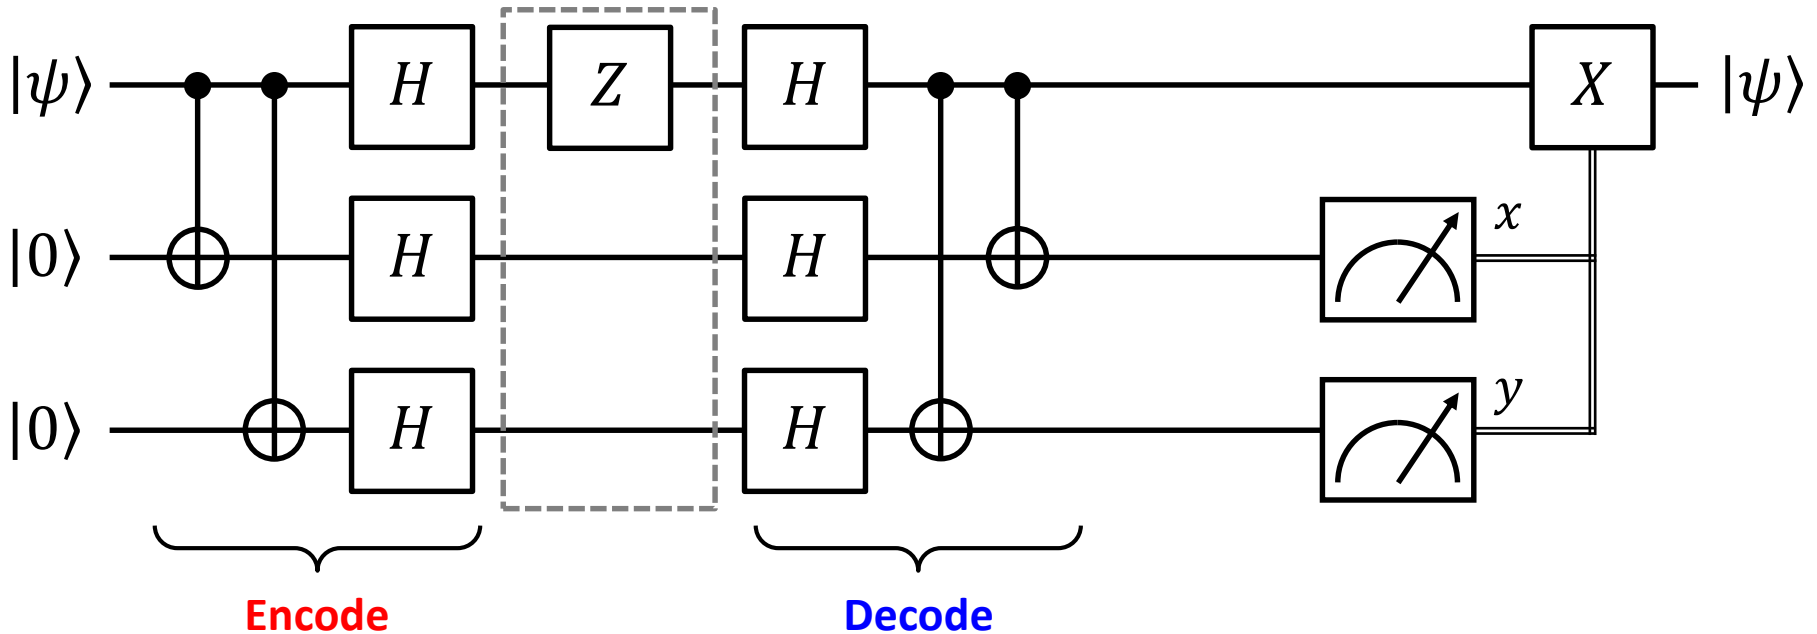 |ψ⟩ H Z H X |ψ⟩
|0⟩ H H x
|0⟩ H H y
Encode Decode